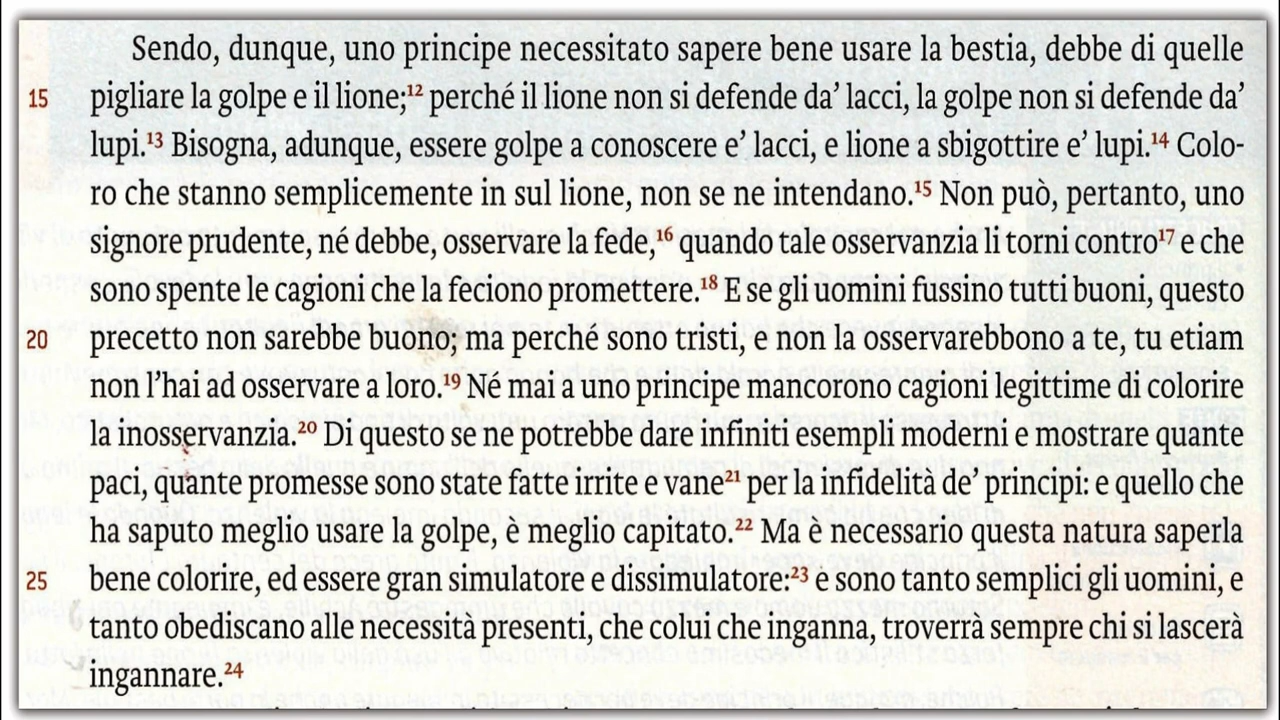 Sendo, dunque, uno principe necessitato sapere bene usare la bestia, debbe di quelle
15 pigliare la golpe e il lione;12 perché il lione non si defende da’ lacci, la golpe non si defende da’
lupi.13 Bisogna, adunque, essere golpe a conoscere e’ lacci, e lione a sbigottire e’ lupi.14 Colo-
ro che stanno semplicemente in sul lione, non se ne intendano.15 Non può, pertanto, uno
signore prudente, né debbe, osservare la fede,16 quando tale osservanzia li torni contro17 e che
sono spente le cagioni che la feciono promettere.18 E se gli uomini fussino tutti buoni, questo
20 precetto non sarebbe buono; ma perché sono tristi, e non la osservarebbono a te, tu etiam
non l’hai ad osservare a loro.19 Né mai a uno principe mancorono cagioni legittime di colorire
la inosservanzia.20 Di questo se ne potrebbe dare infiniti esempli moderni e mostrare quante
paci, quante promesse sono state fatte irrite e vane21 per la infidelità de’ principi: e quello che
ha saputo meglio usare la golpe, è meglio capitato.22 Ma è necessario questa natura saperla
25 bene colorire, ed essere gran simulatore e dissimulatore:23 e sono tanto semplici gli uomini, e
tanto obediscano alle necessità presenti, che colui che inganna, troverrà sempre chi si lascerà
ingannare.24